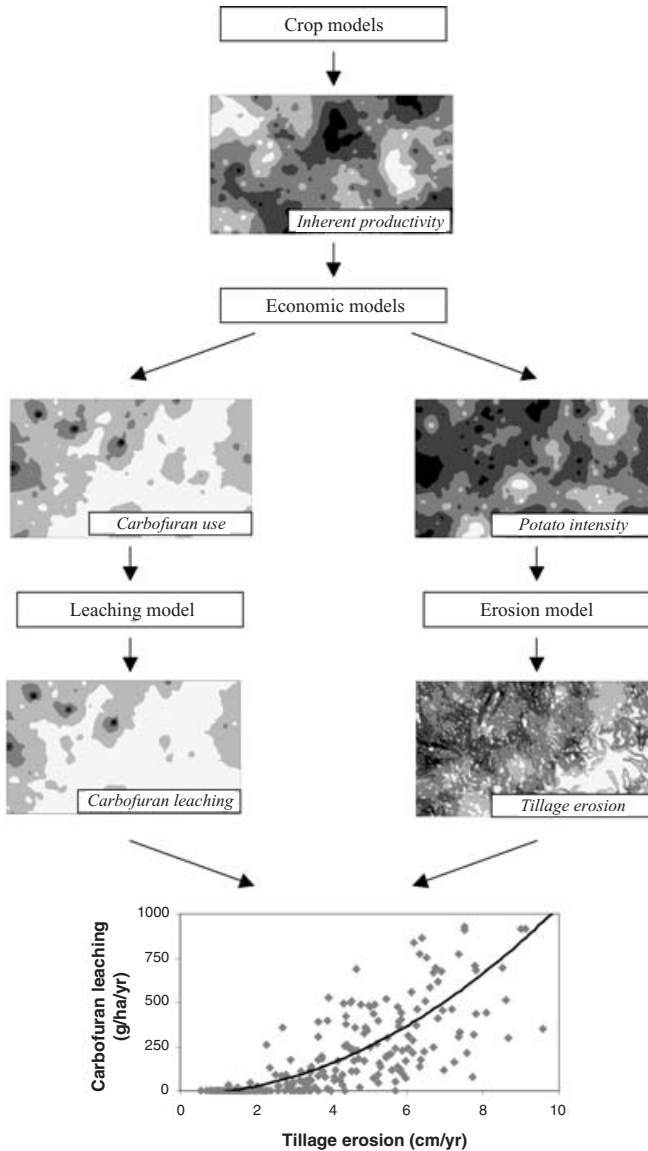 Crop models
Inherent productivity
Economic models
Carbofuran use
Potato intensity
Leaching model
Erosion model
Carbofuran leaching
Tillage erosion
Carbofuran leaching
(g/ha/yr)
1000
750
500
250
0
0
2
4
6
8
10
Tillage erosion (cm/yr)